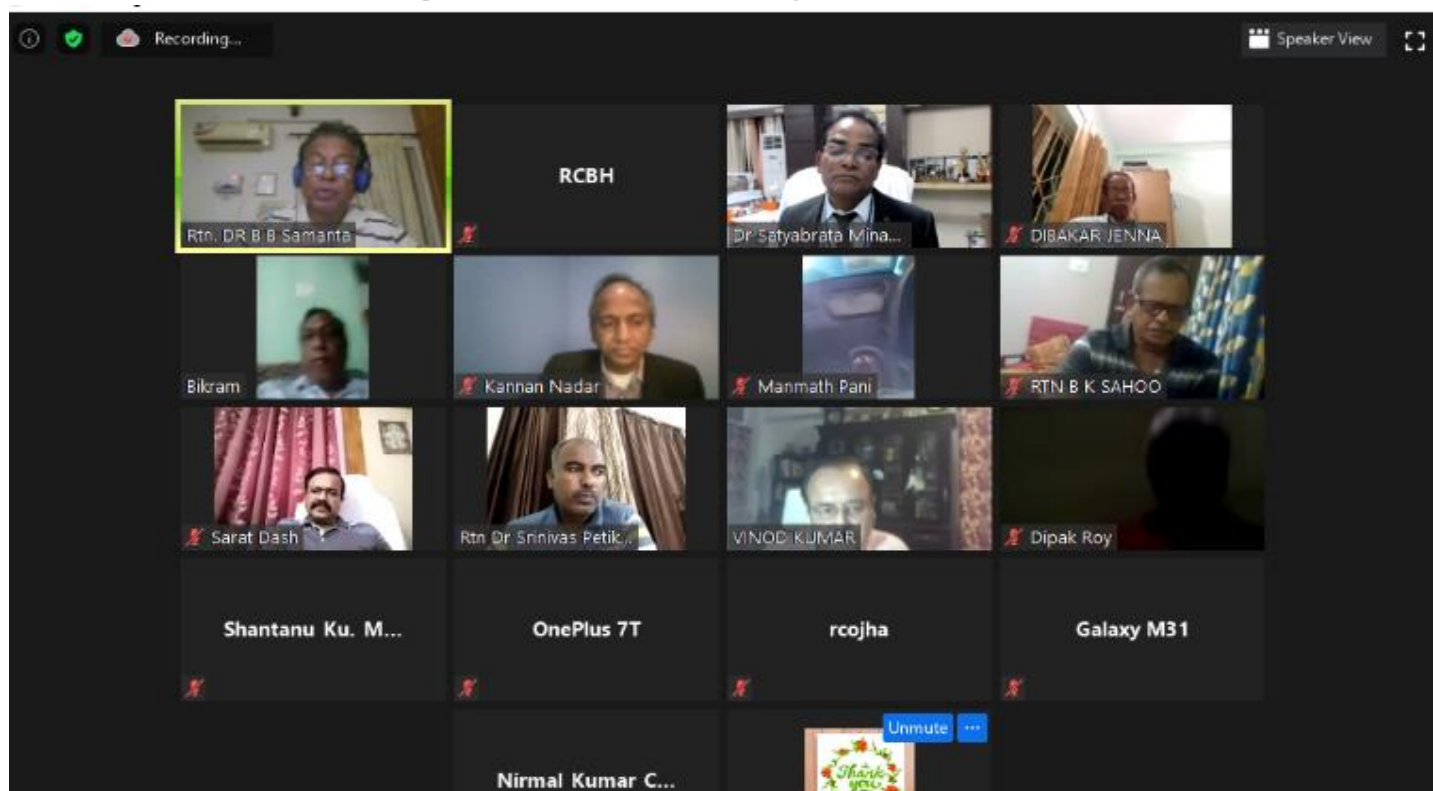 Recording...
Speaker View
Rtn. DR B B Samanta
RCBH
Dr Satyabrata Mina...
DIBAKAR JENNA
Bikram
Kannan Nadar
Manmath Pani
RTN B K SAHOO
Sarat Dash
Rtn Dr Srinivas Petik...
VINOD KUMAR
Dipak Roy
Shantanu Ku. M...
OnePlus 7T
rcojha
Galaxy M31
Unmute
Nirmal Kumar C...
Thank
you